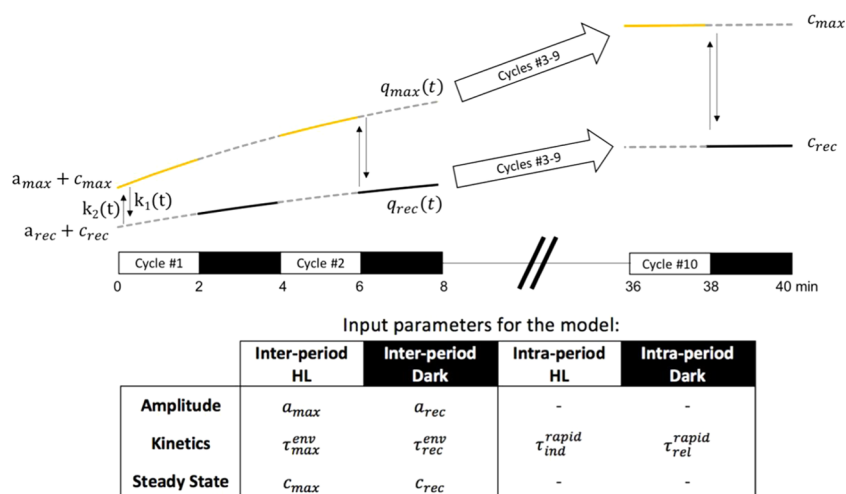 c_max
Cycles #3-9
q_max(t)
a_max + c_max
k_2(t)
k_1(t)
c_rec
Cycles #3-9
q_rec(t)
a_rec + c_rec
Cycle #1
Cycle #2
Cycle #10
0 2 4 6 8 36 38 40 min
Input parameters for the model:
Inter-period HL Inter-period Dark Intra-period HL Intra-period Dark
Amplitude a_max a_rec - -
Kinetics τ_max^env τ_rec^env τ_ind^rapid τ_rel^rapid
Steady State c_max c_rec - -